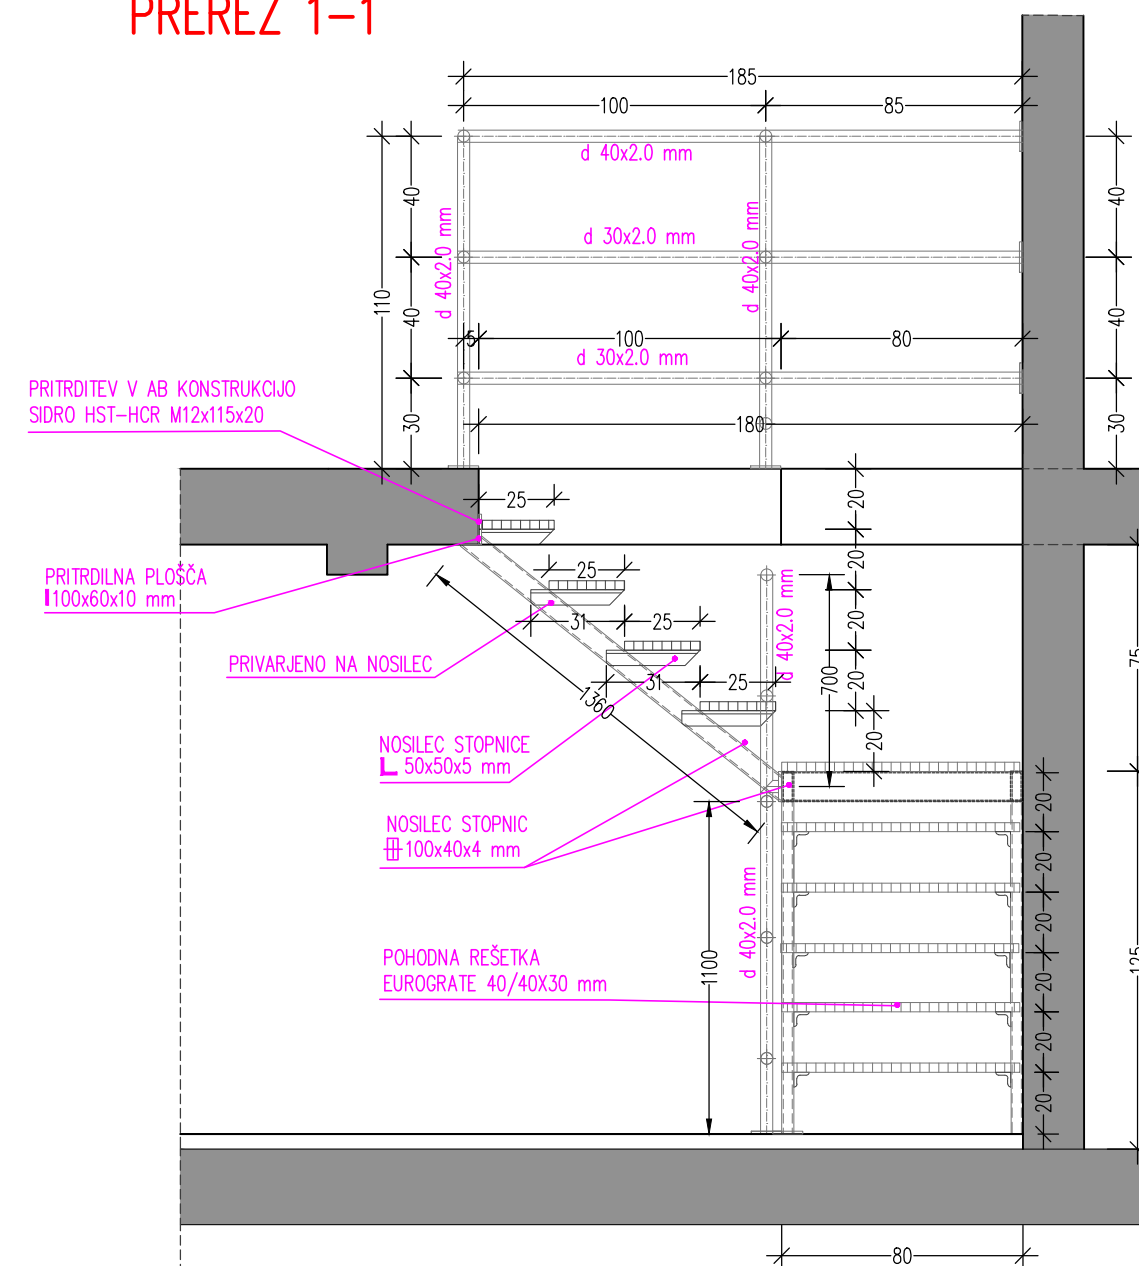 PREREZ 1-1
185
100
85
d 40x2.0 mm
40
40
d 40x2.0 mm
d 30x2.0 mm
d 40x2.0 mm
110
40
40
5
100
80
d 30x2.0 mm
PRITRDITEV V AB KONSTRUKCIJO
SIDRO HST-HCR M12x115x20
30
180
30
25
20
20
PRITRDILNA PLOŠČA
100x60x10 mm
25
31
25
20
d 40x2.0 mm
700
75
PRIVARJENO NA NOSILEC
31
25
20
1360
20
NOSILEC STOPNICE
50x50x5 mm
20
NOSILEC STOPNIC
100x40x4 mm
20
d 40x2.0 mm
1100
20
125
POHODNA REŠETKA
EUROGRATE 40/40X30 mm
20
20
20
80